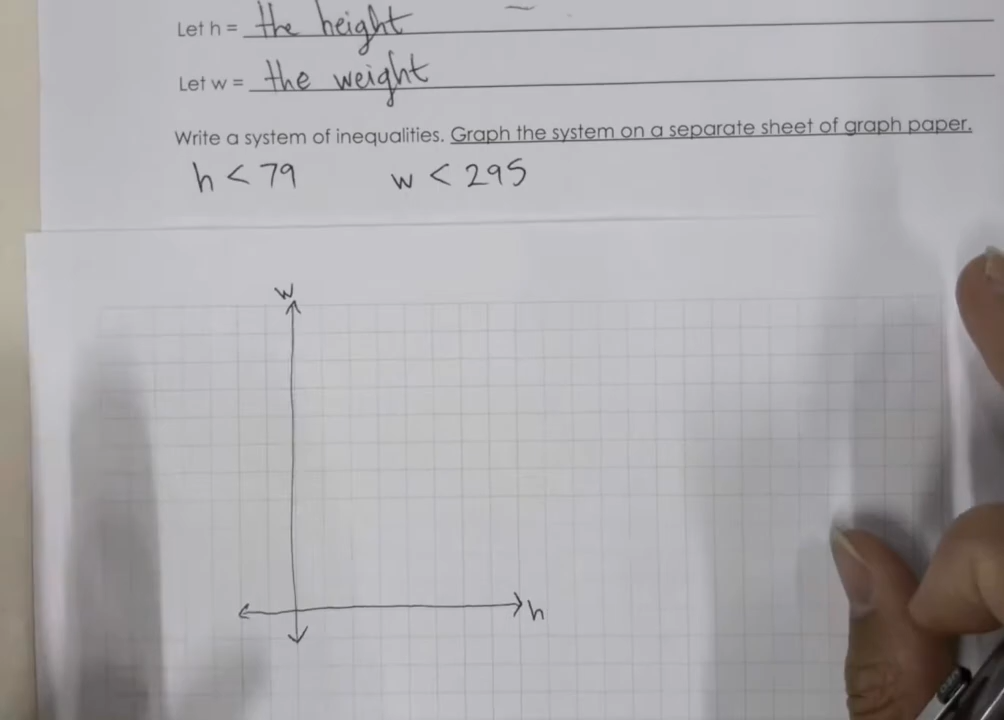 Let h = the height
Let w = the weight
Write a system of inequalities. Graph the system on a separate sheet of graph paper.
h < 79 w < 295
w
h